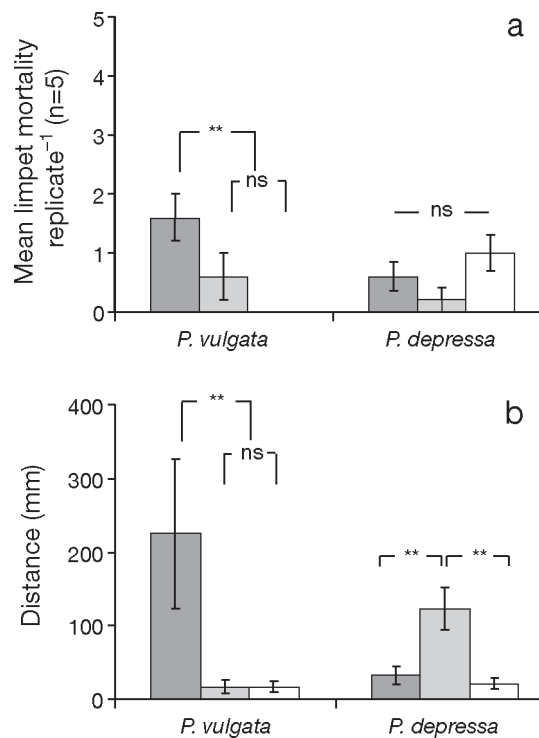 a
5
4
3
2
1
0
Mean limpet mortality
replicate⁻¹ (n=5)
**
ns
ns
P. vulgata
P. depressa
b
400
300
200
100
0
Distance (mm)
**
ns
**
**
P. vulgata
P. depressa